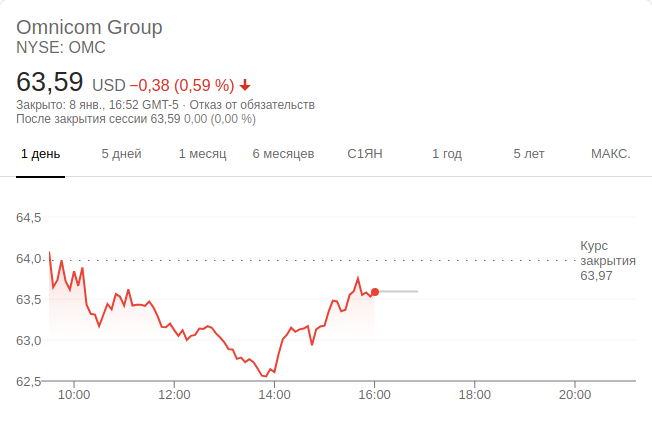 Omnicom Group
NYSE: OMC
63,59 USD −0,38 (0,59 %)
Закрыто: 8 янв., 16:52 GMT-5 · Отказ от обязательств
После закрытия сессии 63,59 0,00 (0,00 %)
1 день 5 дней 1 месяц 6 месяцев С1ЯН 1 год 5 лет МАКС.
64,5
64,0
63,5
63,0
62,5
Курс
закрытия
63,97
10:00 12:00 14:00 16:00 18:00 20:00